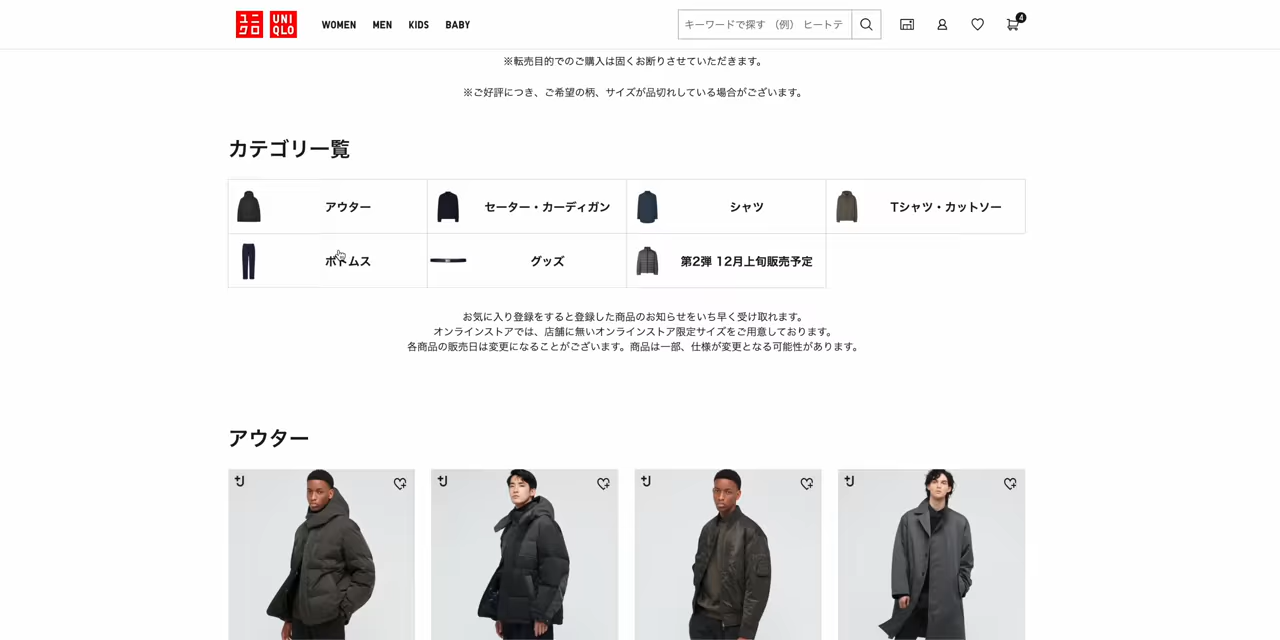 ユニクロ UNIQLO
WOMEN MEN KIDS BABY
キーワードで探す （例） ヒートテ
4
※転売目的でのご購入は固くお断りさせていただきます。
※ご好評につき、ご希望の柄、サイズが品切れしている場合がございます。
カテゴリ一覧
アウター
セーター・カーディガン
シャツ
Tシャツ・カットソー
ボトムス
グッズ
第2弾 12月上旬販売予定
お気に入り登録をすると登録した商品のお知らせをいち早く受け取れます。
オンラインストアでは、店舗に無いオンラインストア限定サイズをご用意しております。
各商品の販売日は変更になることがございます。商品は一部、仕様が変更となる可能性があります。
アウター
+J
+J
+J
+J